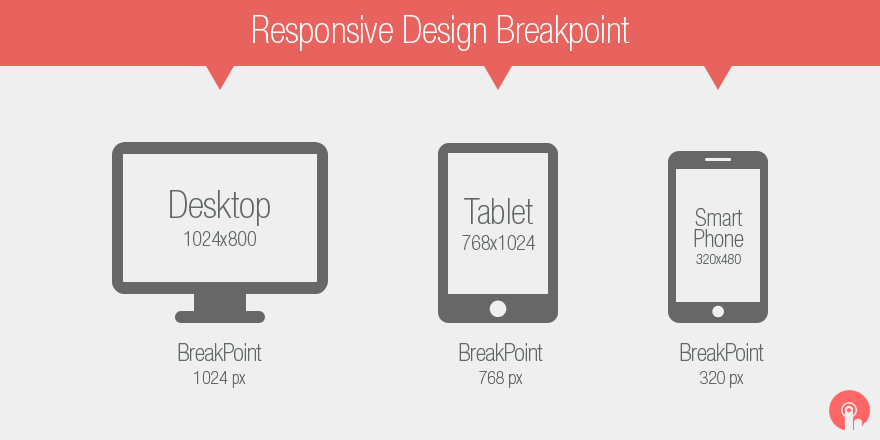 Responsive Design Breakpoint
Desktop
1024x800
Tablet
768x1024
Smart
Phone
320x480
BreakPoint
1024 px
BreakPoint
768 px
BreakPoint
320 px